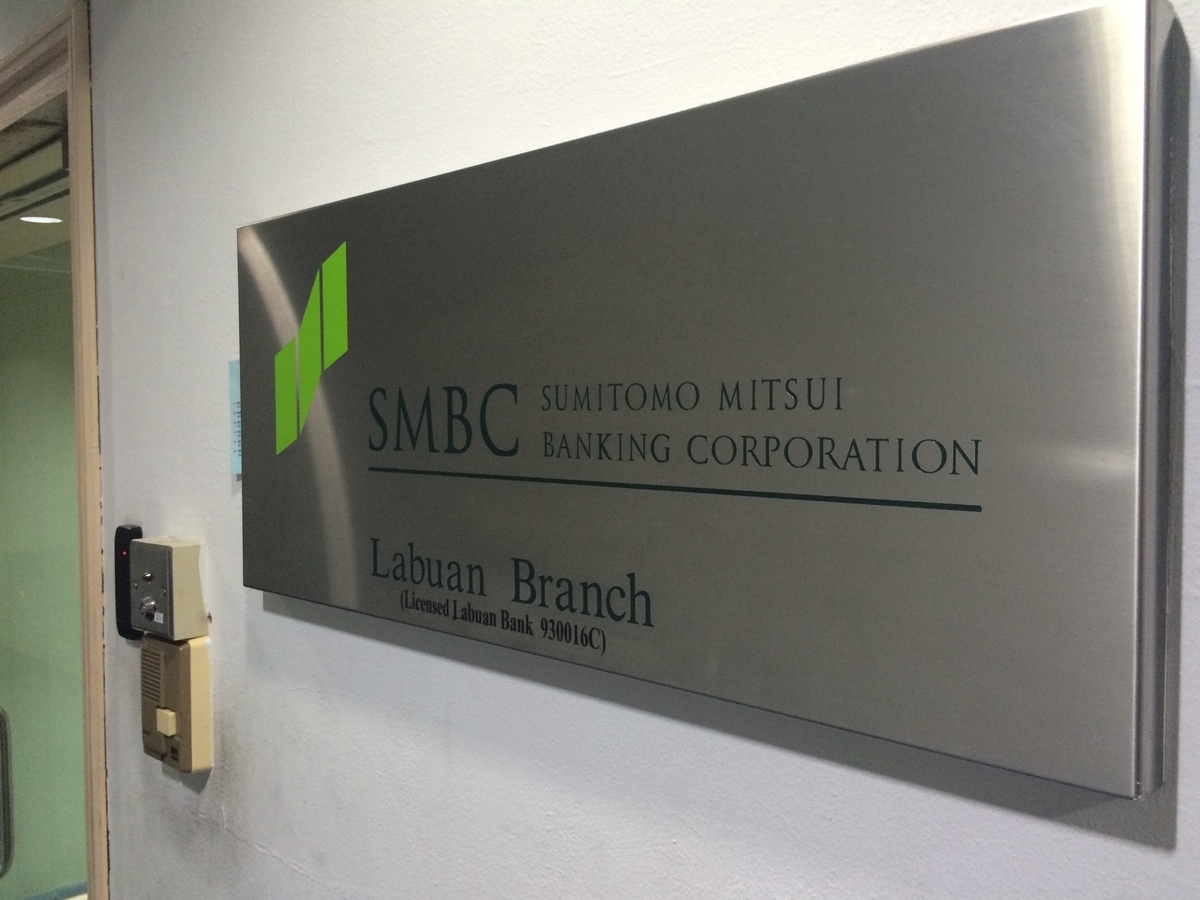 SMBC SUMITOMO MITSUI
BANKING CORPORATION
Labuan Branch
(Licensed Labuan Bank 930016C)